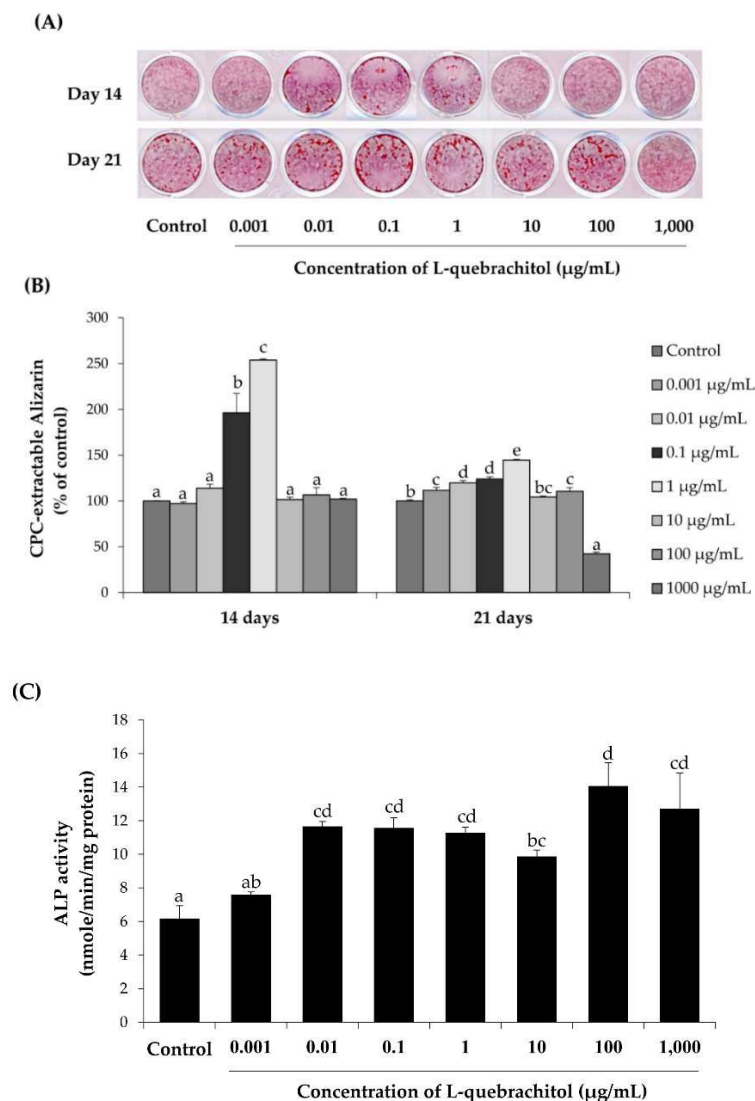 (A)
Day 14
Day 21
Control 0.001 0.01 0.1 1 10 100 1,000
Concentration of L-quebrachitol (µg/mL)
(B)
CPC-extractable Alizarin
(% of control)
300
250
200
150
100
50
0
a a a b c a a a
b c d d e bc c a
14 days 21 days
Control
0.001 µg/mL
0.01 µg/mL
0.1 µg/mL
1 µg/mL
10 µg/mL
100 µg/mL
1000 µg/mL
(C)
ALP activity
(nmole/min/mg protein)
18
16
14
12
10
8
6
4
2
0
a ab cd cd cd bc d cd
Control 0.001 0.01 0.1 1 10 100 1,000
Concentration of L-quebrachitol (µg/mL)